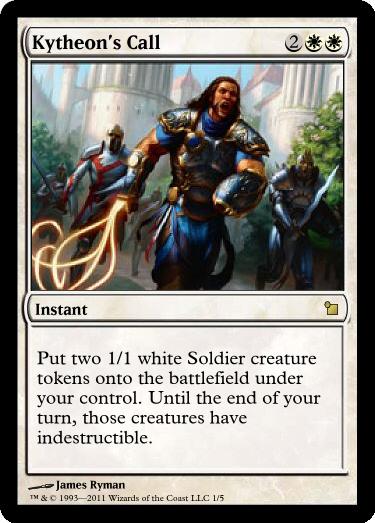 Kytheon's Call 2
Instant
Put two 1/1 white Soldier creature
tokens onto the battlefield under
your control. Until the end of your
turn, those creatures have
indestructible.
James Ryman
™ & © 1993—2011 Wizards of the Coast LLC 1/5